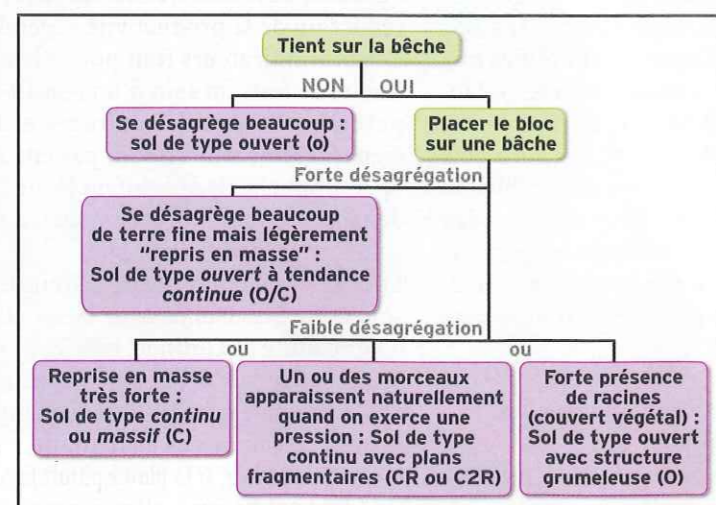 Tient sur la bêche
NON
OUI
Se désagrège beaucoup :
sol de type ouvert (o)
Placer le bloc
sur une bâche
Forte désagrégation
Se désagrège beaucoup
de terre fine mais légèrement
“repris en masse” :
Sol de type ouvert à tendance
continue (O/C)
Faible désagrégation
ou
ou
Reprise en masse
très forte :
Sol de type continu
ou massif (C)
Un ou des morceaux
apparaissent naturellement
quand on exerce une
pression : Sol de type
continu avec plans
fragmentaires (CR ou C2R)
Forte présence
de racines
(couvert végétal) :
Sol de type ouvert
avec structure
grumeleuse (O)